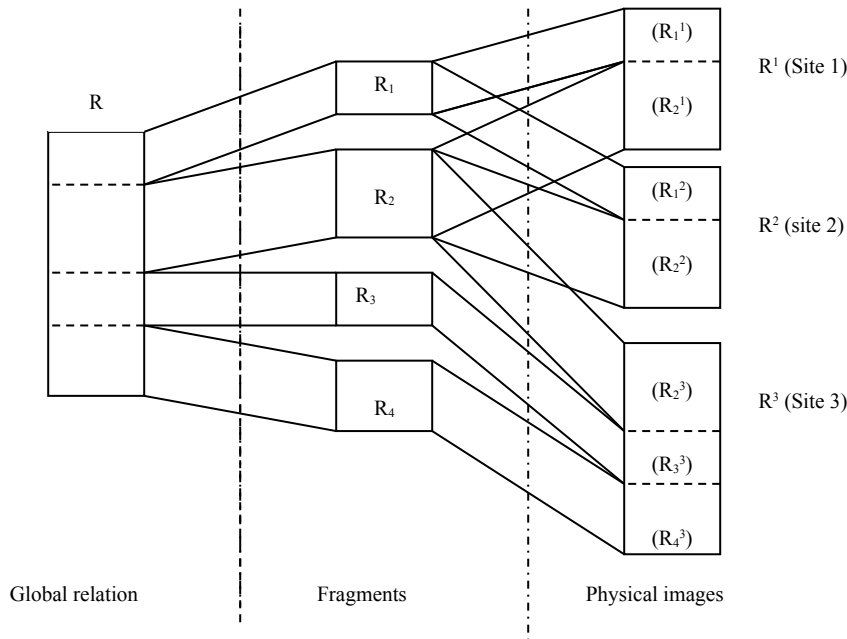 R
R₁
R₂
R₃
R₄
(R₁¹)
(R₂¹)
R¹ (Site 1)
(R₁²)
(R₂²)
R² (site 2)
(R₂³)
(R₃³)
(R₄³)
R³ (Site 3)
Global relation
Fragments
Physical images